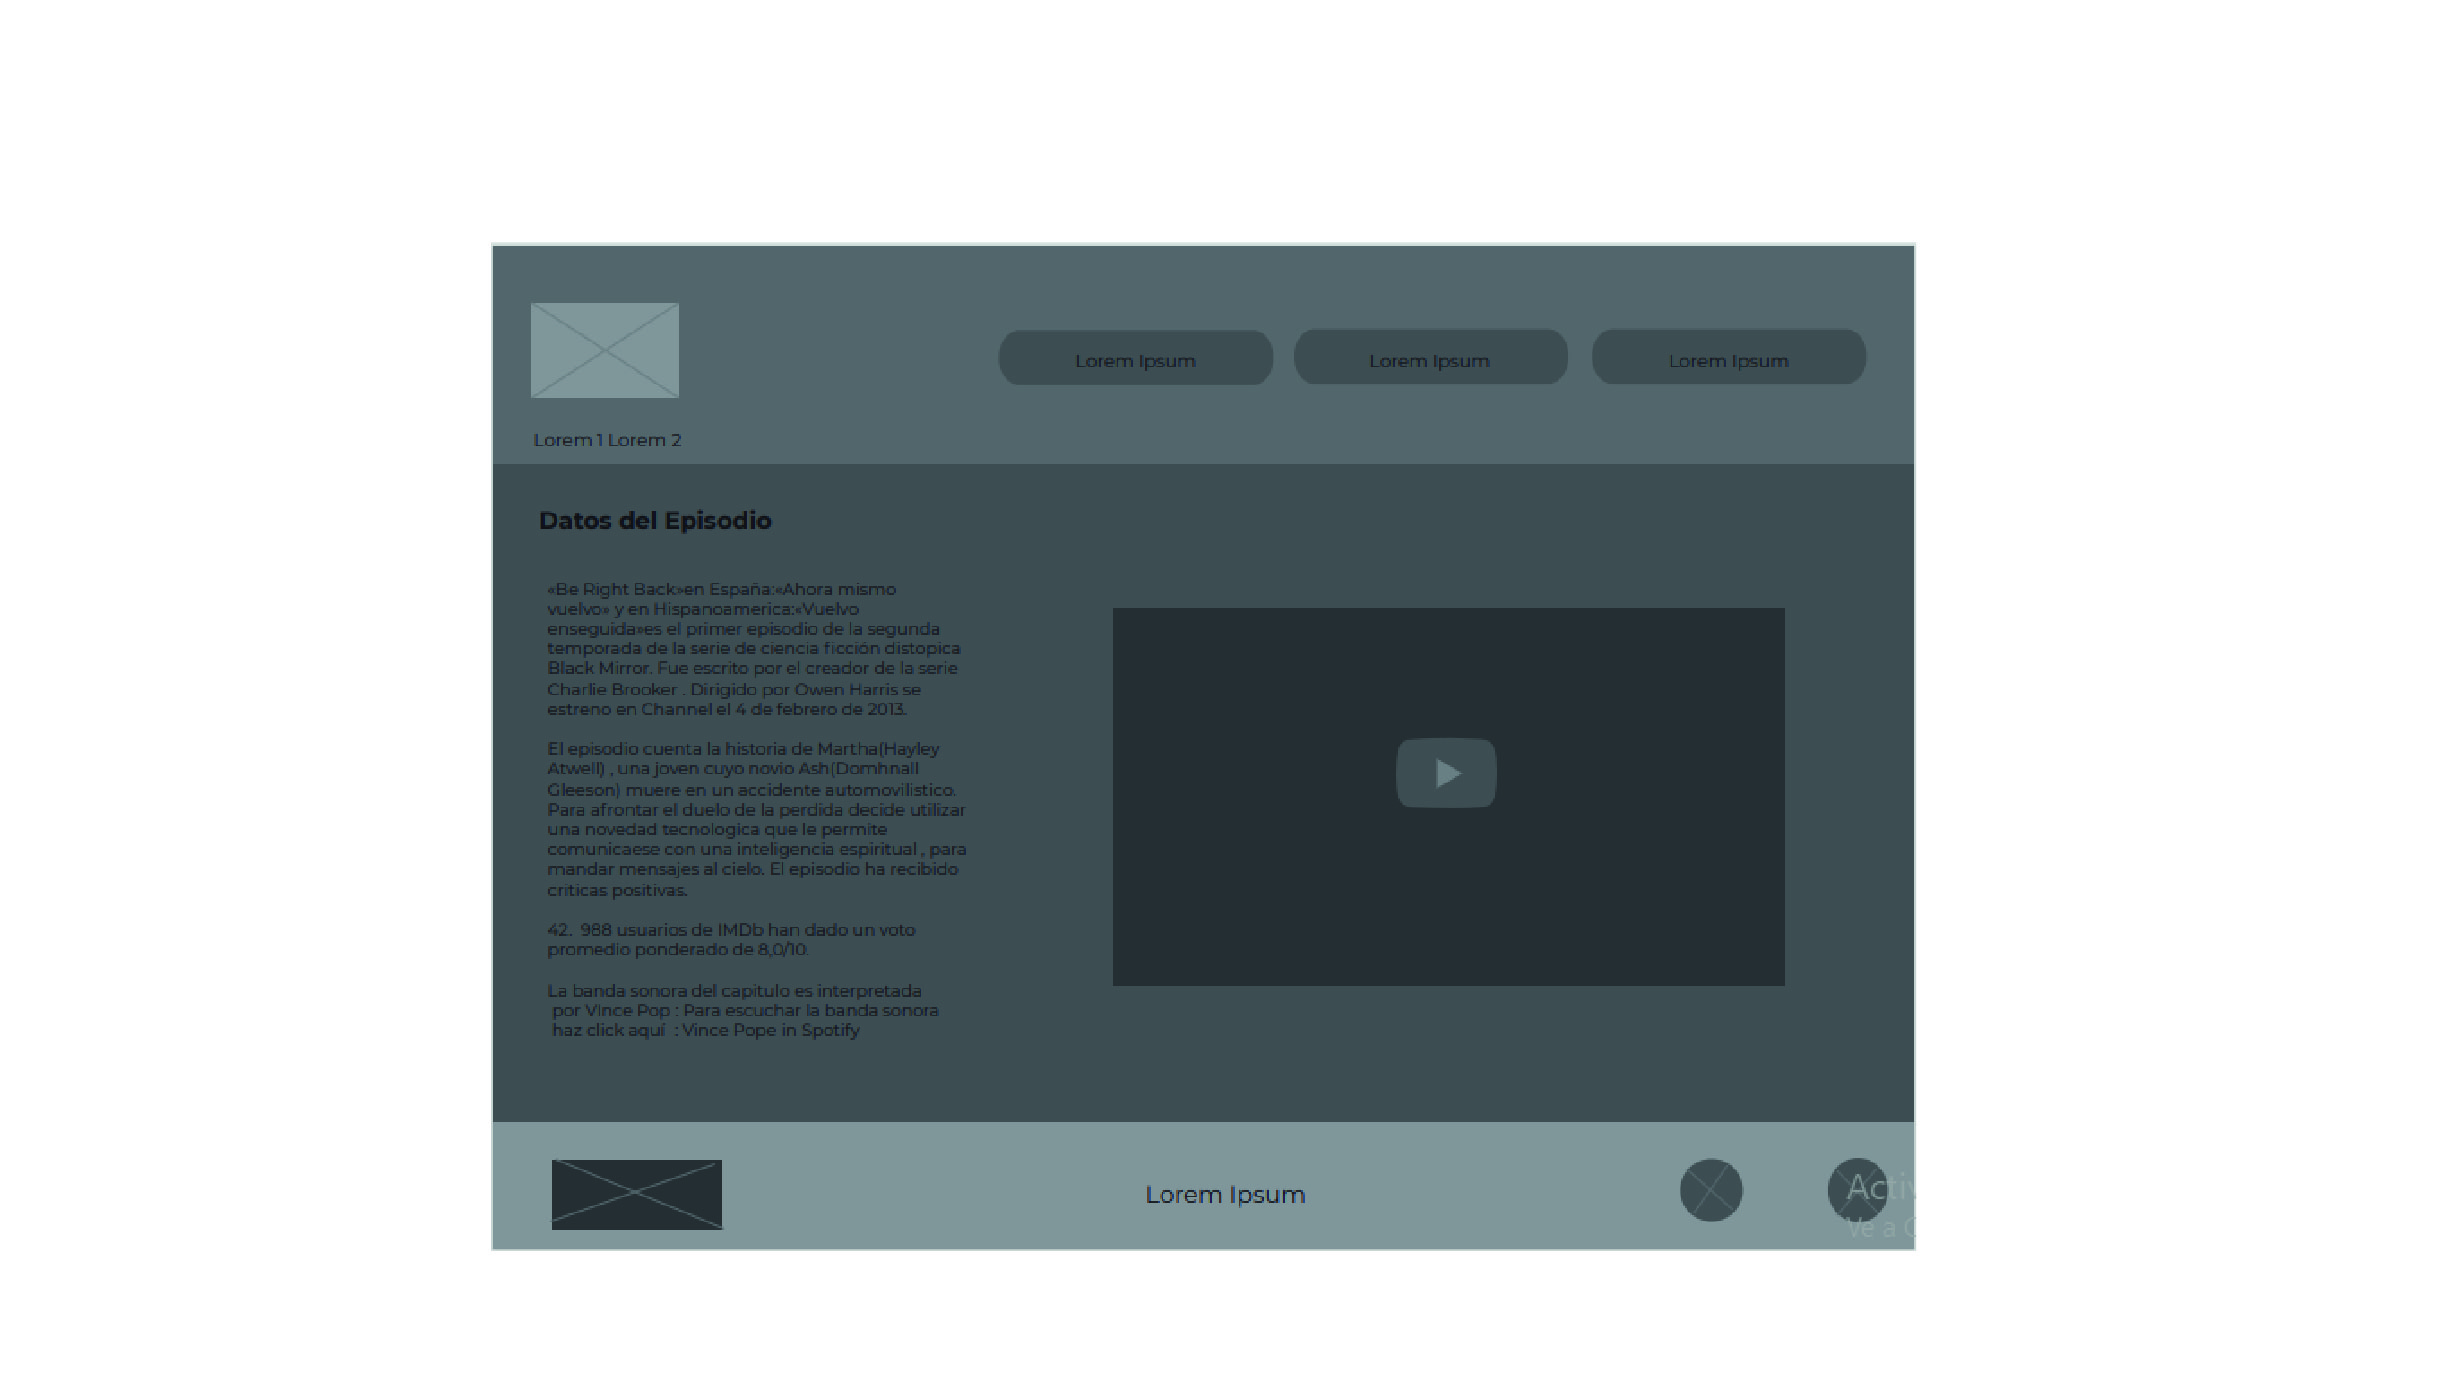 Lorem Ipsum
Lorem Ipsum
Lorem Ipsum
Lorem 1 Lorem 2
Datos del Episodio
«Be Right Back»en España:«Ahora mismo
vuelvo» y en Hispanoamerica:«Vuelvo
enseguida»es el primer episodio de la segunda
temporada de la serie de ciencia ficción distopica
Black Mirror. Fue escrito por el creador de la serie
Charlie Brooker . Dirigido por Owen Harris se
estreno en Channel el 4 de febrero de 2013.
El episodio cuenta la historia de Martha(Hayley
Atwell) , una joven cuyo novio Ash(Domhnall
Gleeson) muere en un accidente automovilistico.
Para afrontar el duelo de la perdida decide utilizar
una novedad tecnologica que le permite
comunicaese con una inteligencia espiritual , para
mandar mensajes al cielo. El episodio ha recibido
criticas positivas.
42.  988 usuarios de IMDb han dado un voto
promedio ponderado de 8,0/10.
La banda sonora del capitulo es interpretada
por Vince Pop : Para escuchar la banda sonora
haz click aquí  : Vince Pope in Spotify
Lorem Ipsum
Ve a